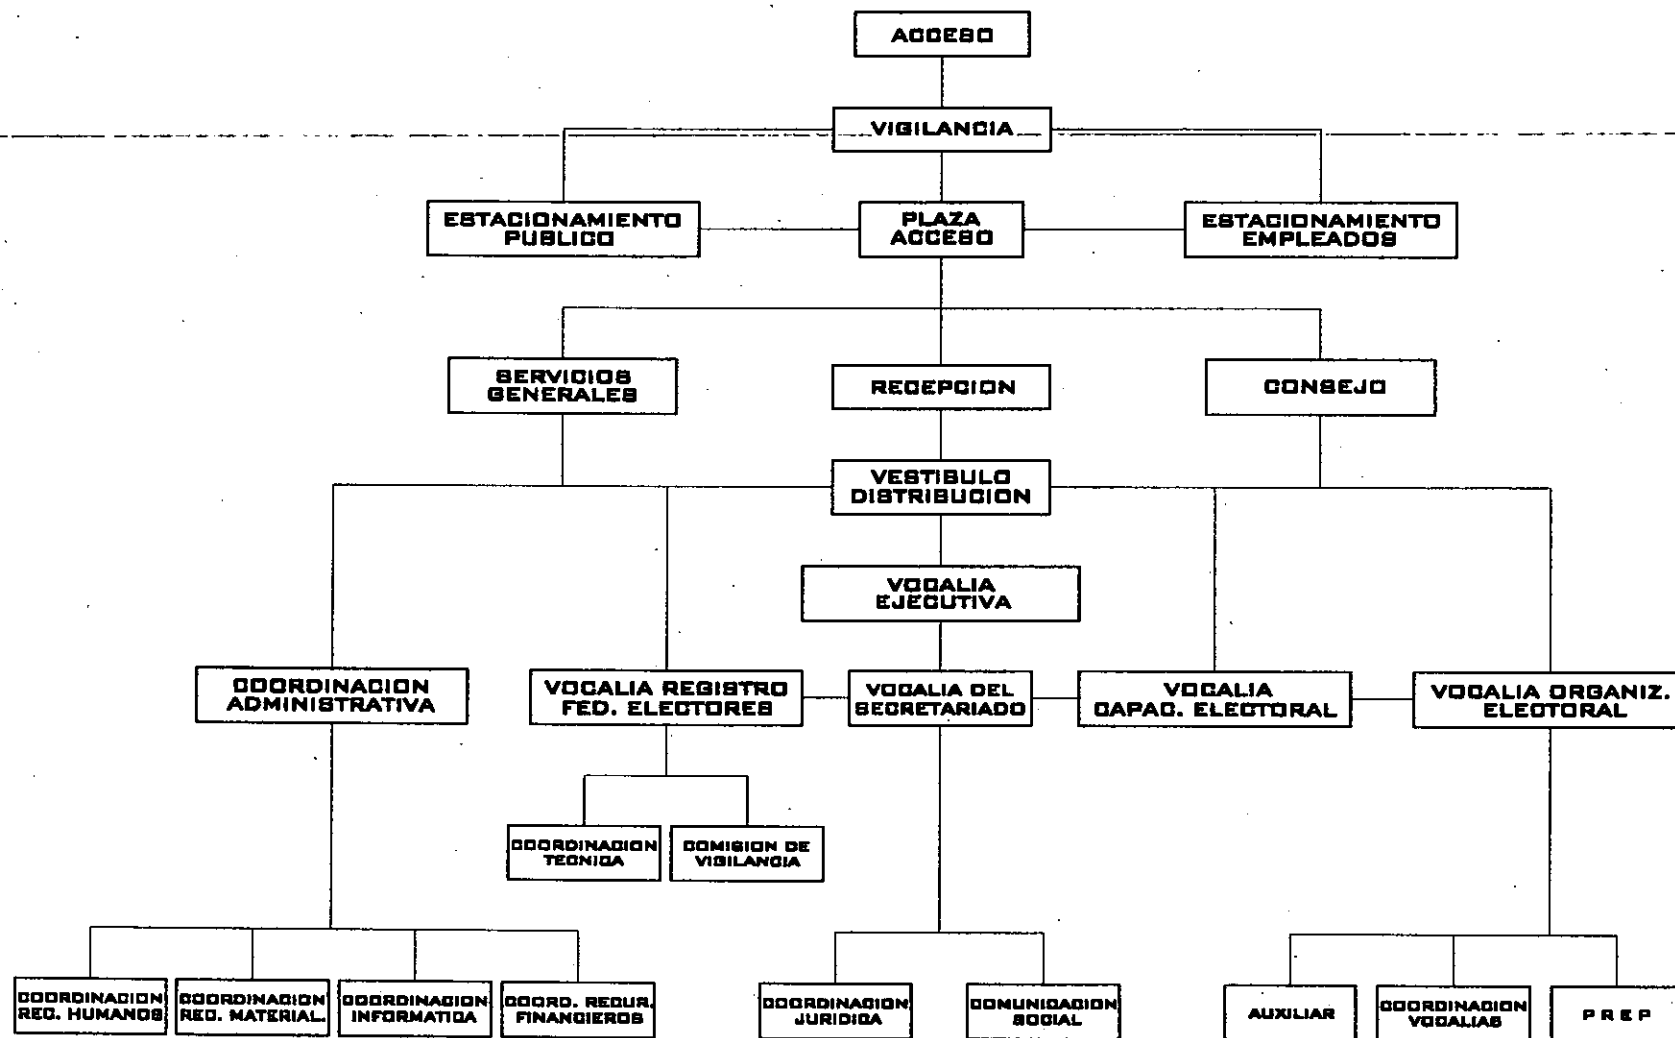 ACCESO
VIGILANCIA
ESTACIONAMIENTO
PUBLICO
PLAZA
ACCESO
ESTACIONAMIENTO
EMPLEADOS
SERVICIOS
GENERALES
RECEPCION
CONSEJO
VESTIBULO
DISTRIBUCION
VOCALIA
EJECUTIVA
COORDINACION
ADMINISTRATIVA
VOCALIA REGISTRO
FED. ELECTORES
VOCALIA DEL
SECRETARIADO
VOCALIA
CAPAC. ELECTORAL
VOCALIA ORGANIZ.
ELECTORAL
COORDINACION
TECNICA
COMISION DE
VIGILANCIA
COORDINACION
REC. HUMANOS
COORDINACION
REC. MATERIAL.
COORDINACION
INFORMATICA
COORD. RECUR.
FINANCIEROS
COORDINACION
JURIDICA
COMUNICACION
SOCIAL
AUXILIAR
COORDINACION
VOCALIAS
P R E P